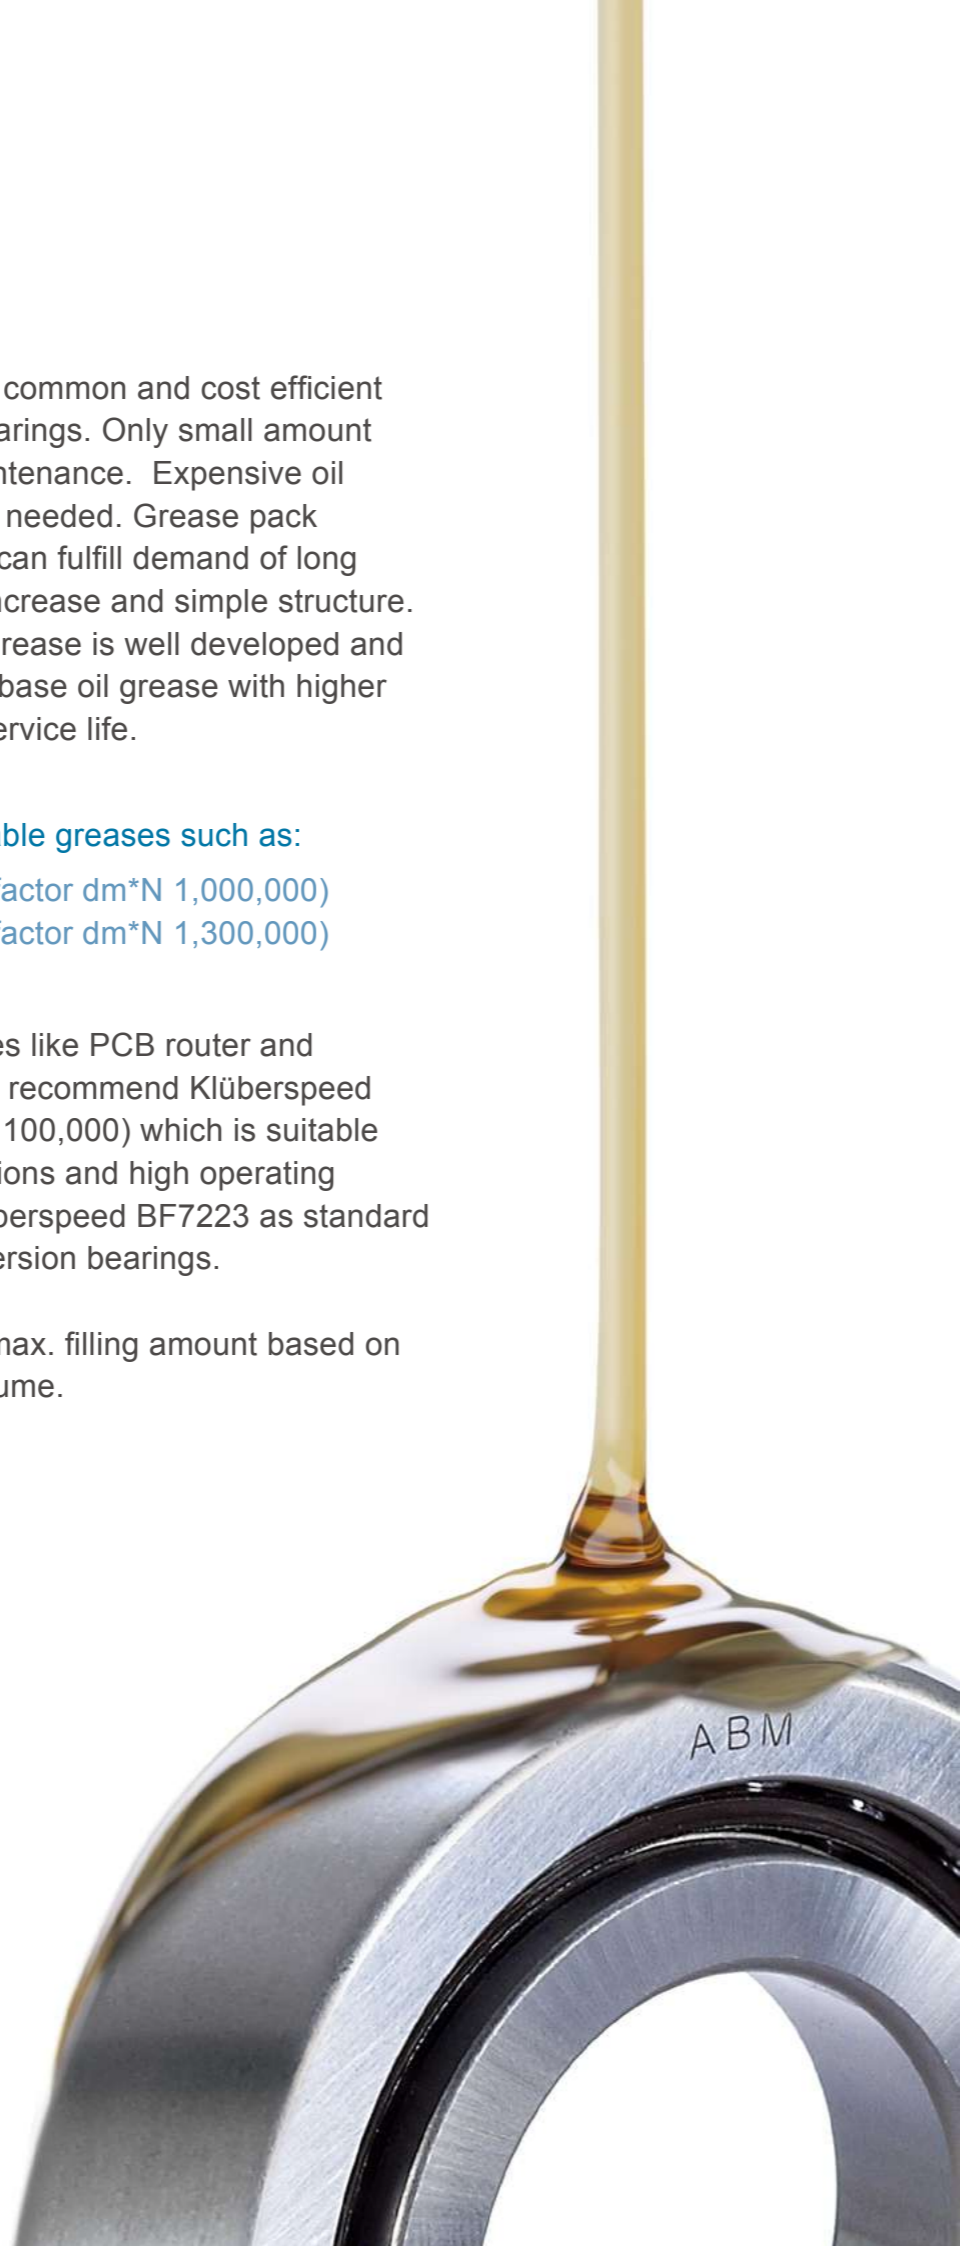 common and cost efficient
arings. Only small amount
ntenance.  Expensive oil
needed. Grease pack
can fulfill demand of long
ncrease and simple structure.
rease is well developed and
base oil grease with higher
ervice life.
able greases such as:
factor dm*N 1,000,000)
factor dm*N 1,300,000)
es like PCB router and
recommend Klüberspeed
100,000) which is suitable
ions and high operating
berspeed BF7223 as standard
ersion bearings.
max. filling amount based on
ume.
ABM